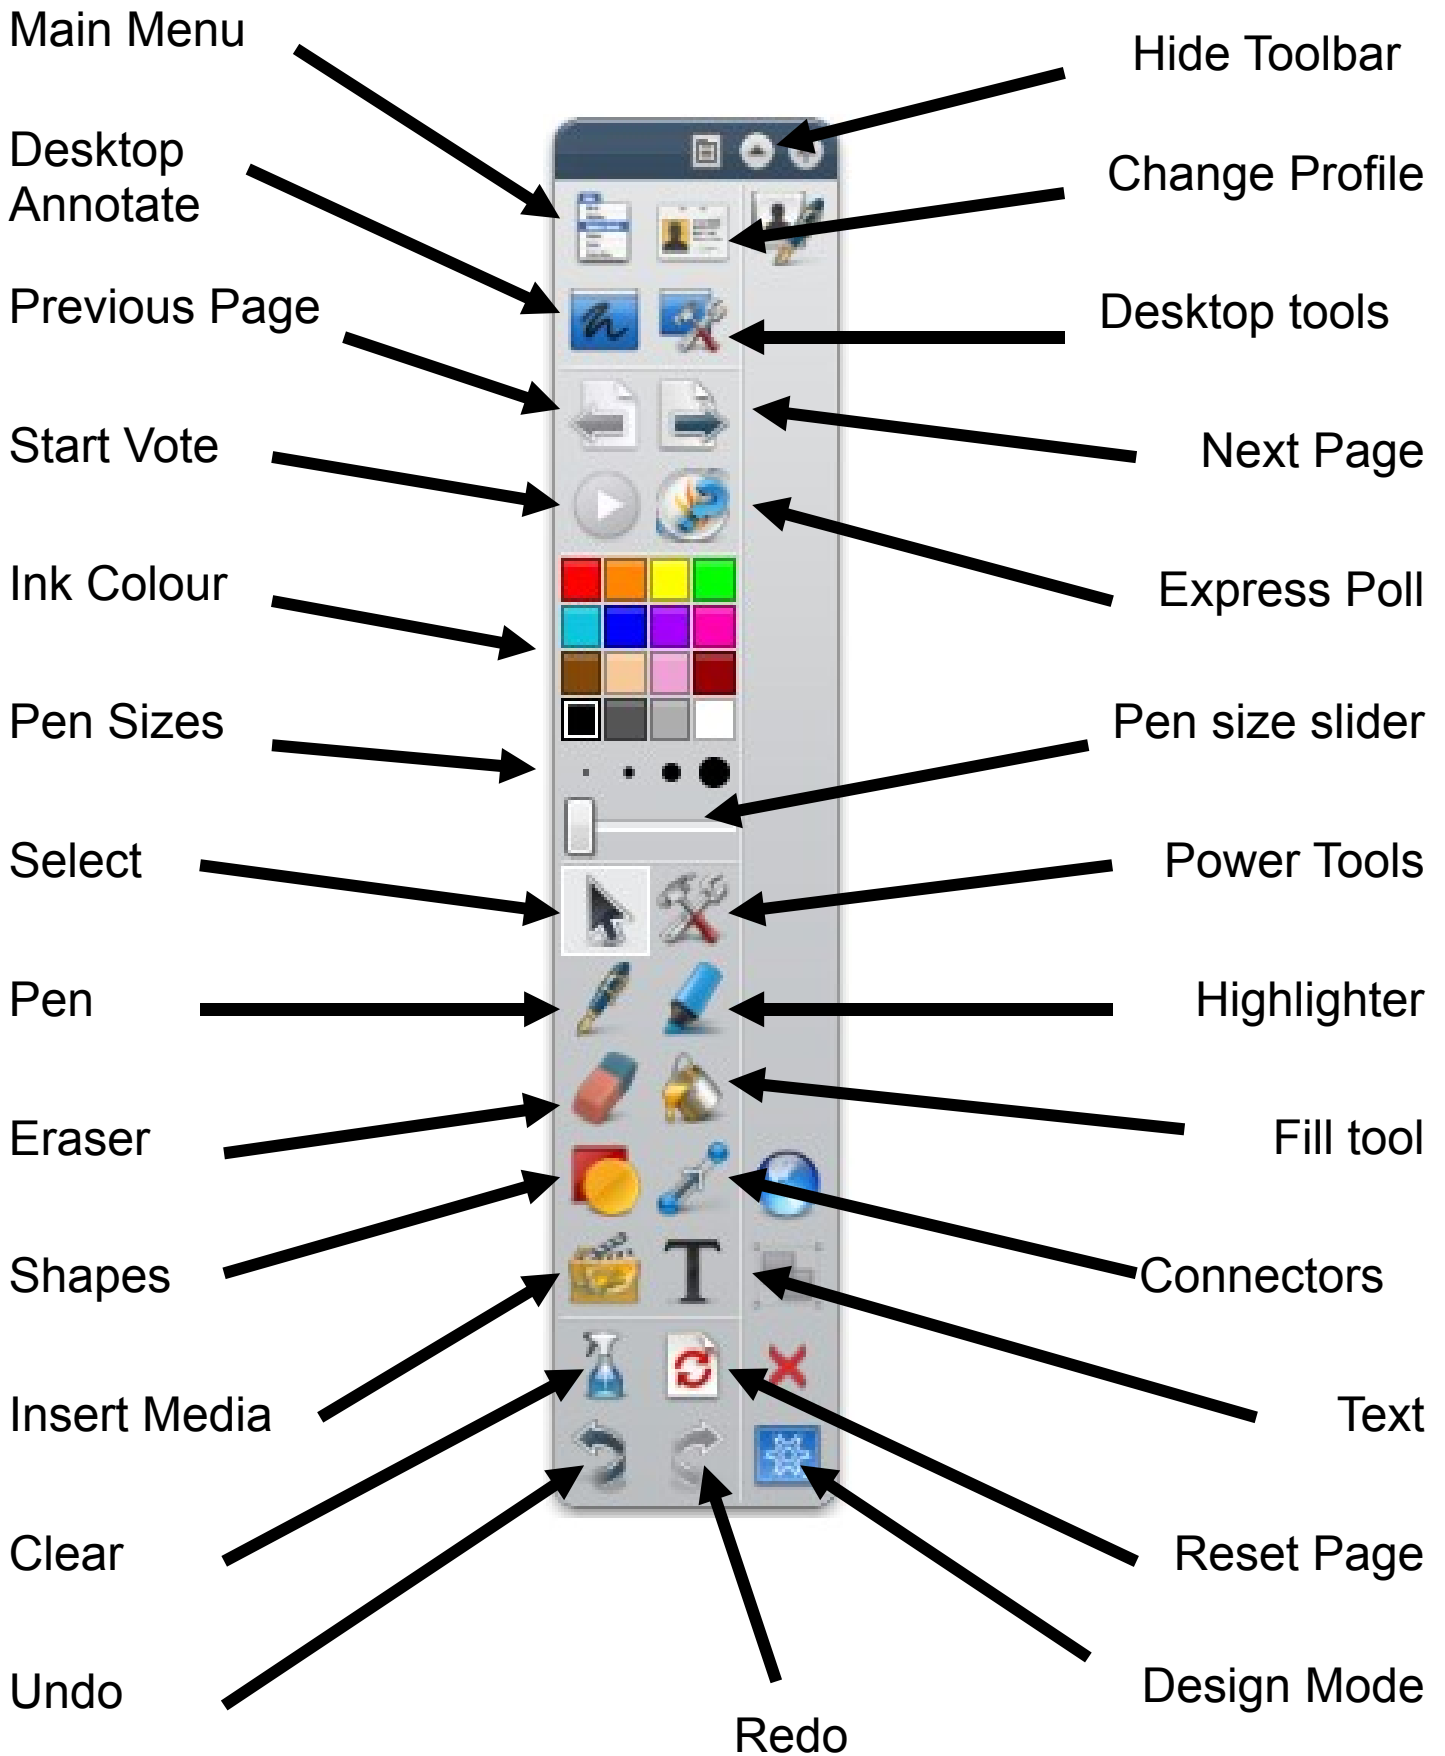 Main Menu
Hide Toolbar
Desktop
Annotate
Change Profile
Previous Page
Desktop tools
Start Vote
Next Page
Ink Colour
Express Poll
Pen Sizes
Pen size slider
Select
Power Tools
Pen
Highlighter
Eraser
Fill tool
Shapes
Connectors
T
Insert Media
Text
Clear
Reset Page
Undo
Design Mode
Redo